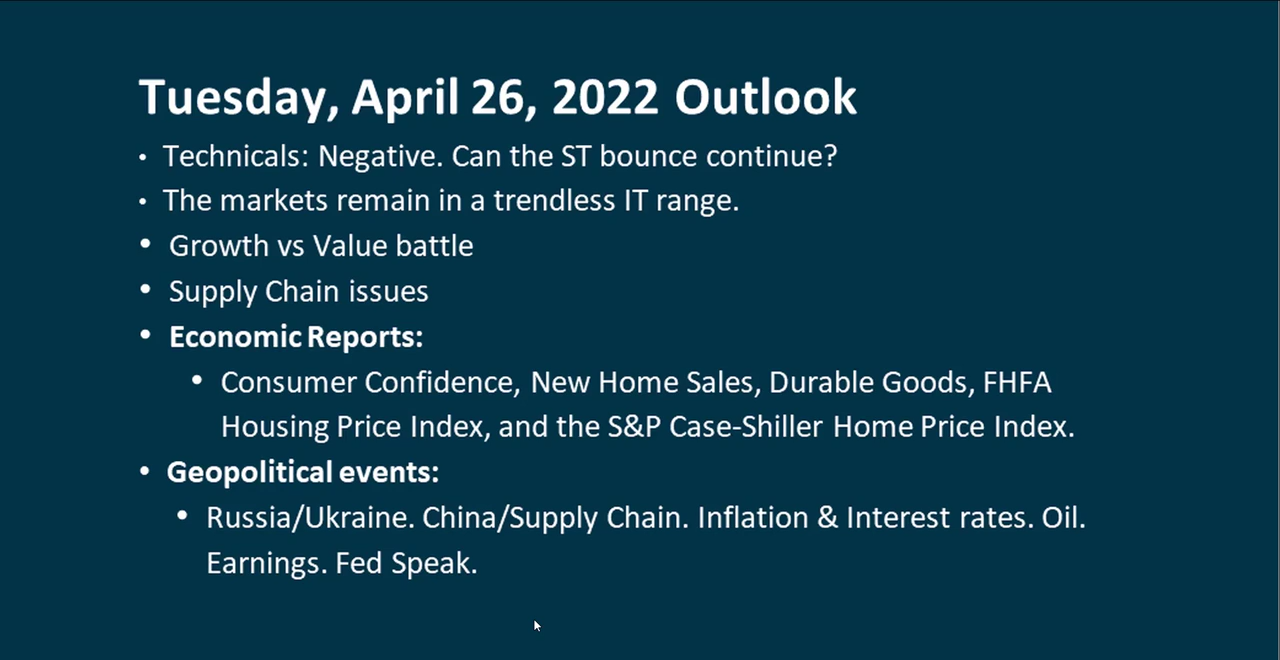 Tuesday, April 26, 2022 Outlook
• Technicals: Negative. Can the ST bounce continue?
• The markets remain in a trendless IT range.
• Growth vs Value battle
• Supply Chain issues
• Economic Reports:
• Consumer Confidence, New Home Sales, Durable Goods, FHFA
Housing Price Index, and the S&P Case-Shiller Home Price Index.
• Geopolitical events:
• Russia/Ukraine. China/Supply Chain. Inflation & Interest rates. Oil.
Earnings. Fed Speak.